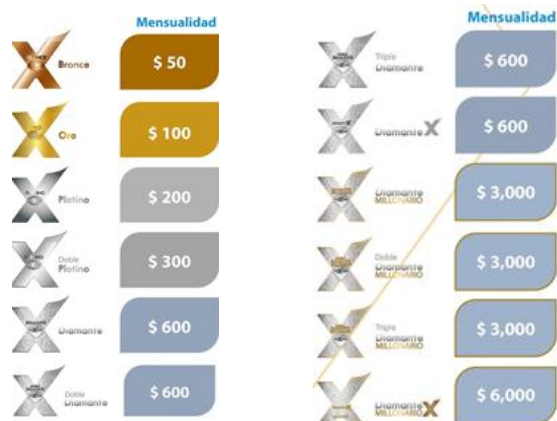 Mensualidad
Bronce
$ 50
Oro
$ 100
Platino
$ 200
Doble
Platino
$ 300
Diamante
$ 600
Doble
Diamante
$ 600
Mensualidad
Triple
Diamante
$ 600
Diamante X
$ 600
Diamante
MILLONARIO
$ 3,000
Doble
Diamante
MILLONARIO
$ 3,000
Triple
Diamante
MILLONARIO
$ 3,000
Diamante X
MILLONARIO
$ 6,000